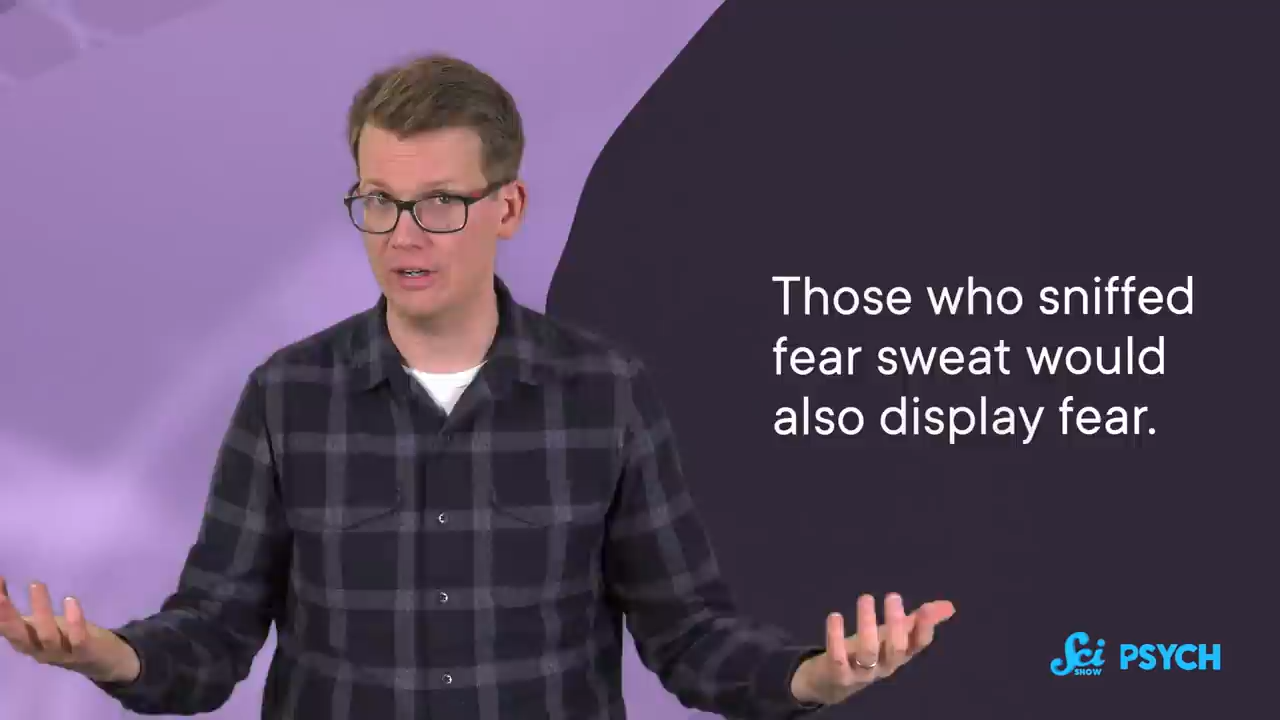 Those who sniffed
fear sweat would
also display fear.
Sci SHOW PSYCH